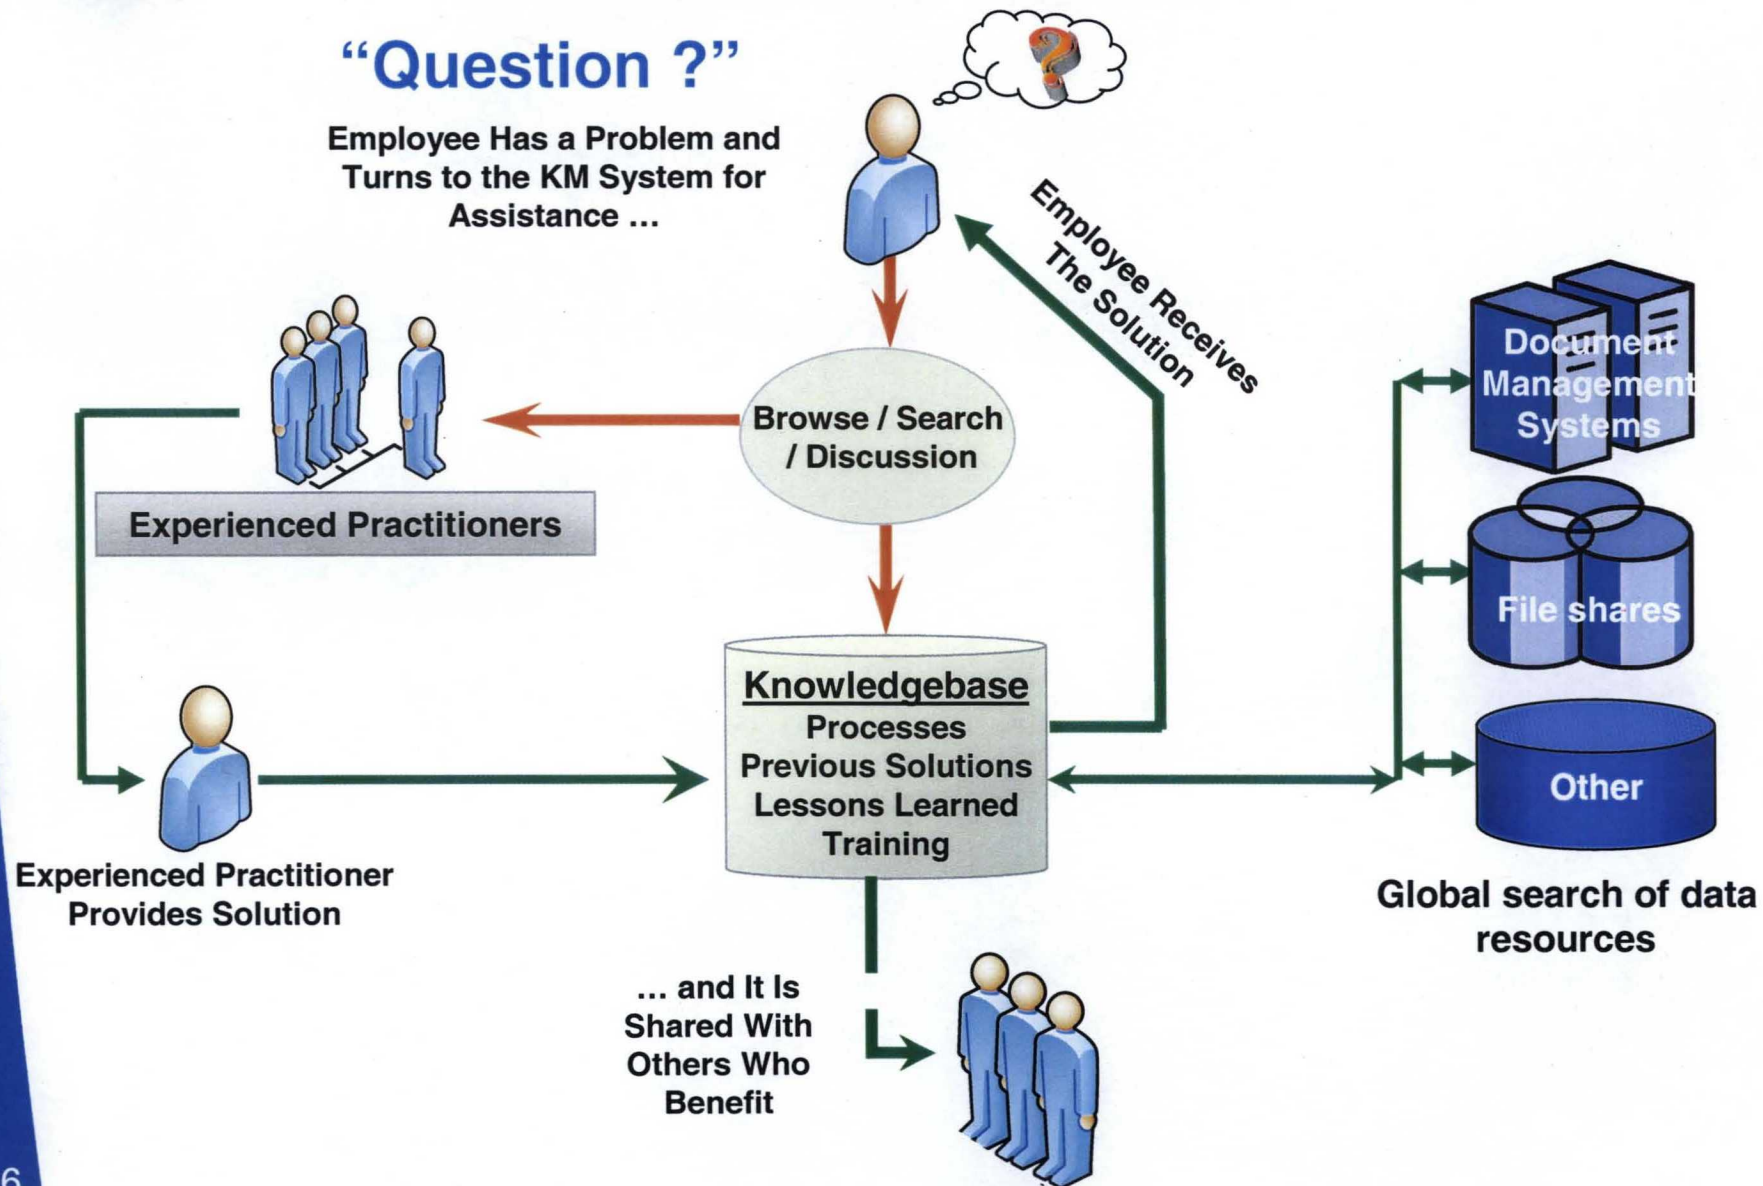 “Question ?”
Employee Has a Problem and
Turns to the KM System for
Assistance ...
Employee Receives
The Solution
Browse / Search
/ Discussion
Experienced Practitioners
Document
Management
Systems
File shares
Other
Global search of data
resources
Knowledgebase
Processes
Previous Solutions
Lessons Learned
Training
Experienced Practitioner
Provides Solution
... and It Is
Shared With
Others Who
Benefit
6